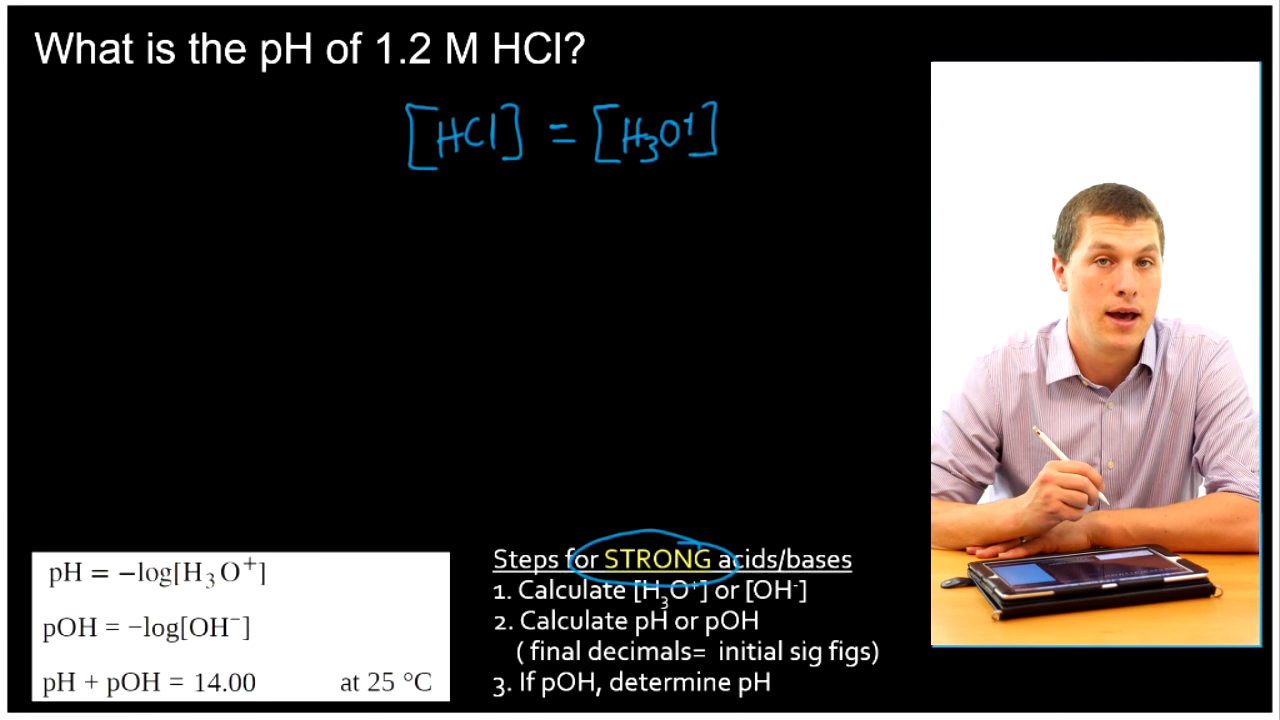 What is the pH of 1.2 M HCl?
[HCl] = [H₃O⁺]
pH = −log[H₃O⁺]
pOH = −log[OH⁻]
pH + pOH = 14.00 at 25 °C
Steps for STRONG acids/bases
1. Calculate [H₃O⁺] or [OH⁻]
2. Calculate pH or pOH
( final decimals= initial sig figs)
3. If pOH, determine pH